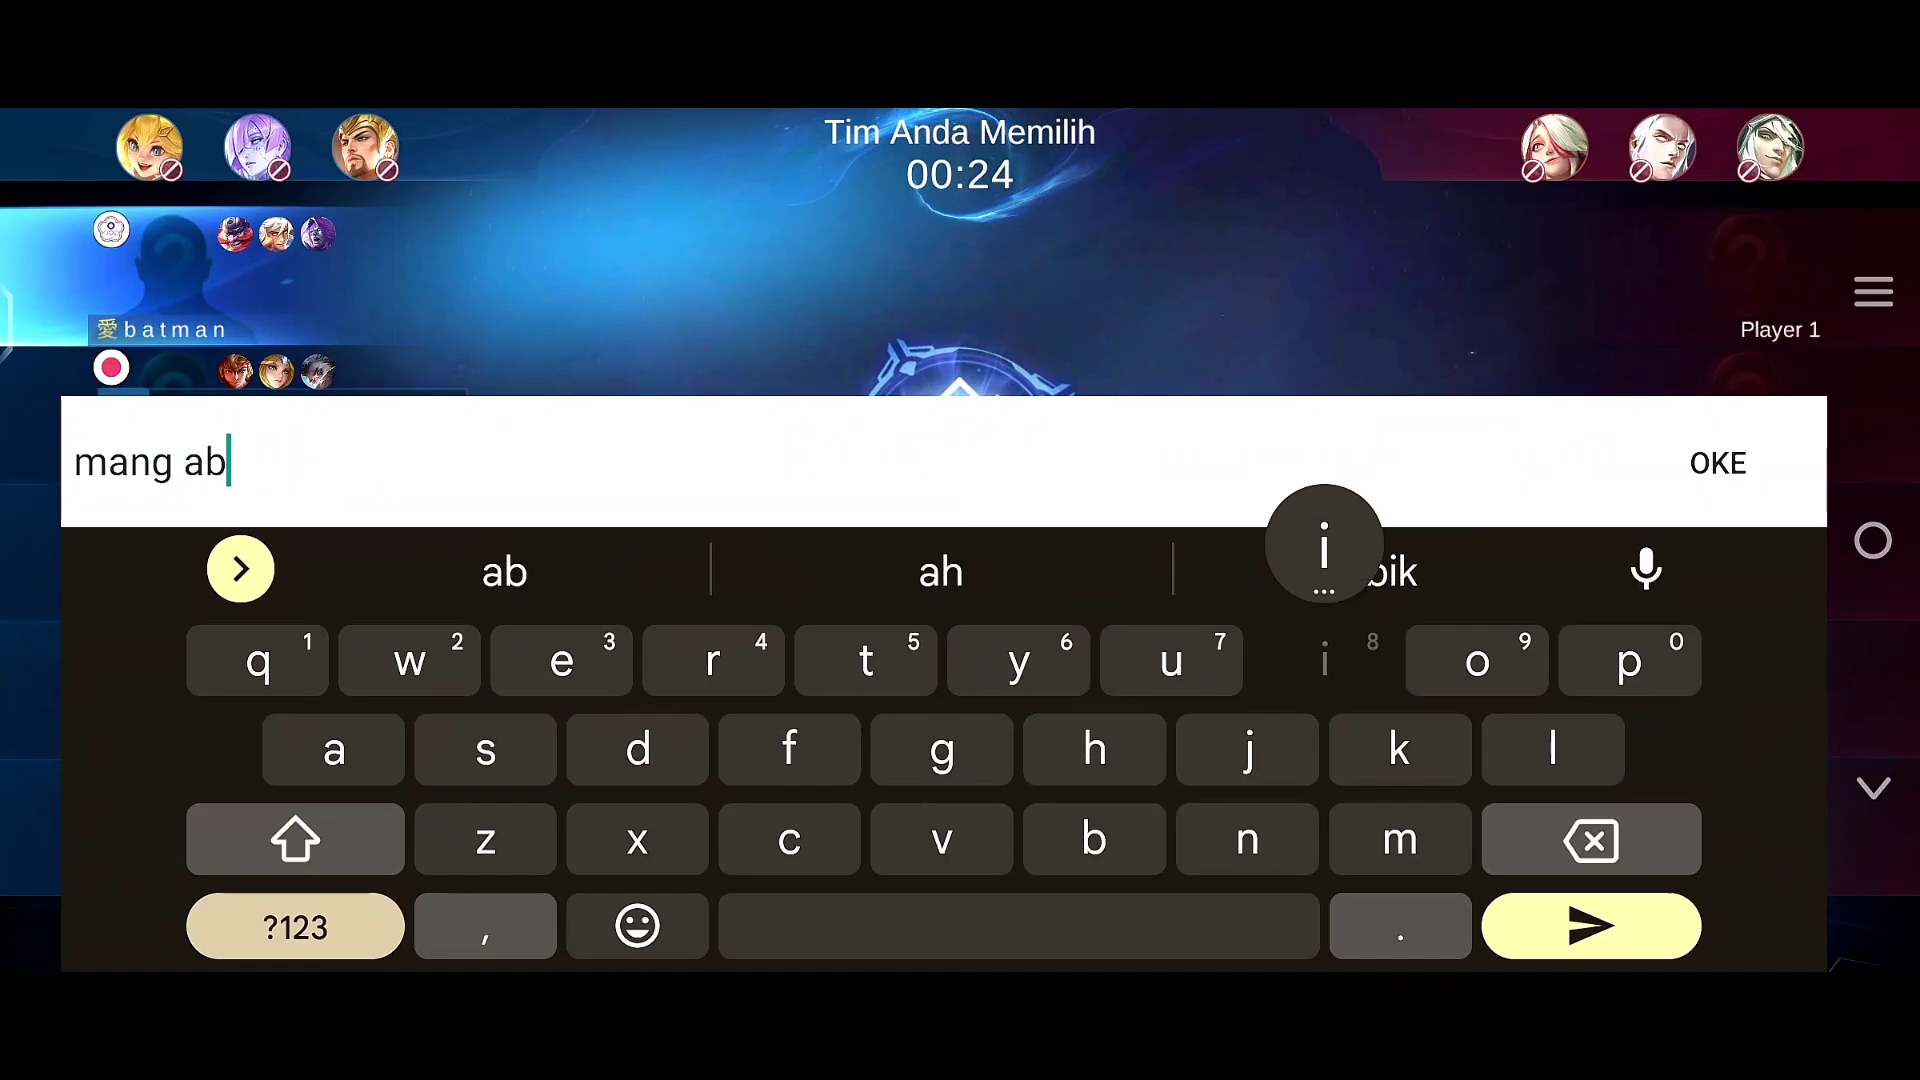 Tim Anda Memilih
00:24
愛batman
Player 1
mang ab
OKE
i
...
ab
ah
bik
q 1 w 2 e 3 r 4 t 5 y 6 u 7 i 8 o 9 p 0
a s d f g h j k l
z x c v b n m
?123 , .